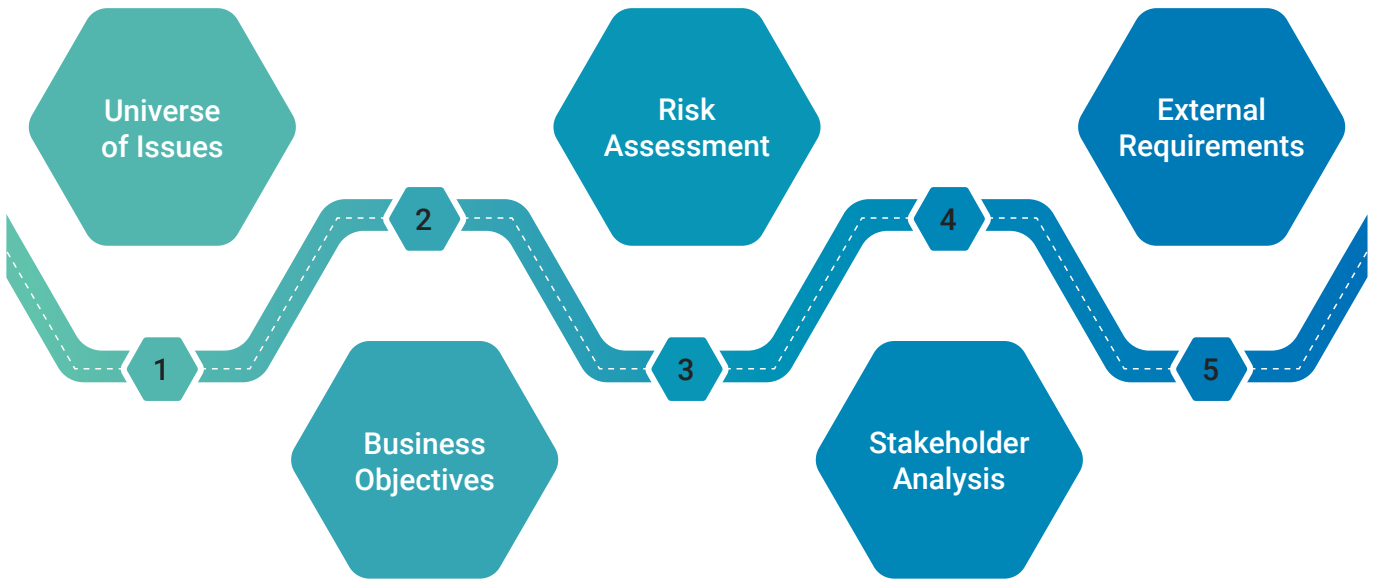 Universe
of Issues
1
Business
Objectives
2
Risk
Assessment
3
Stakeholder
Analysis
4
External
Requirements
5